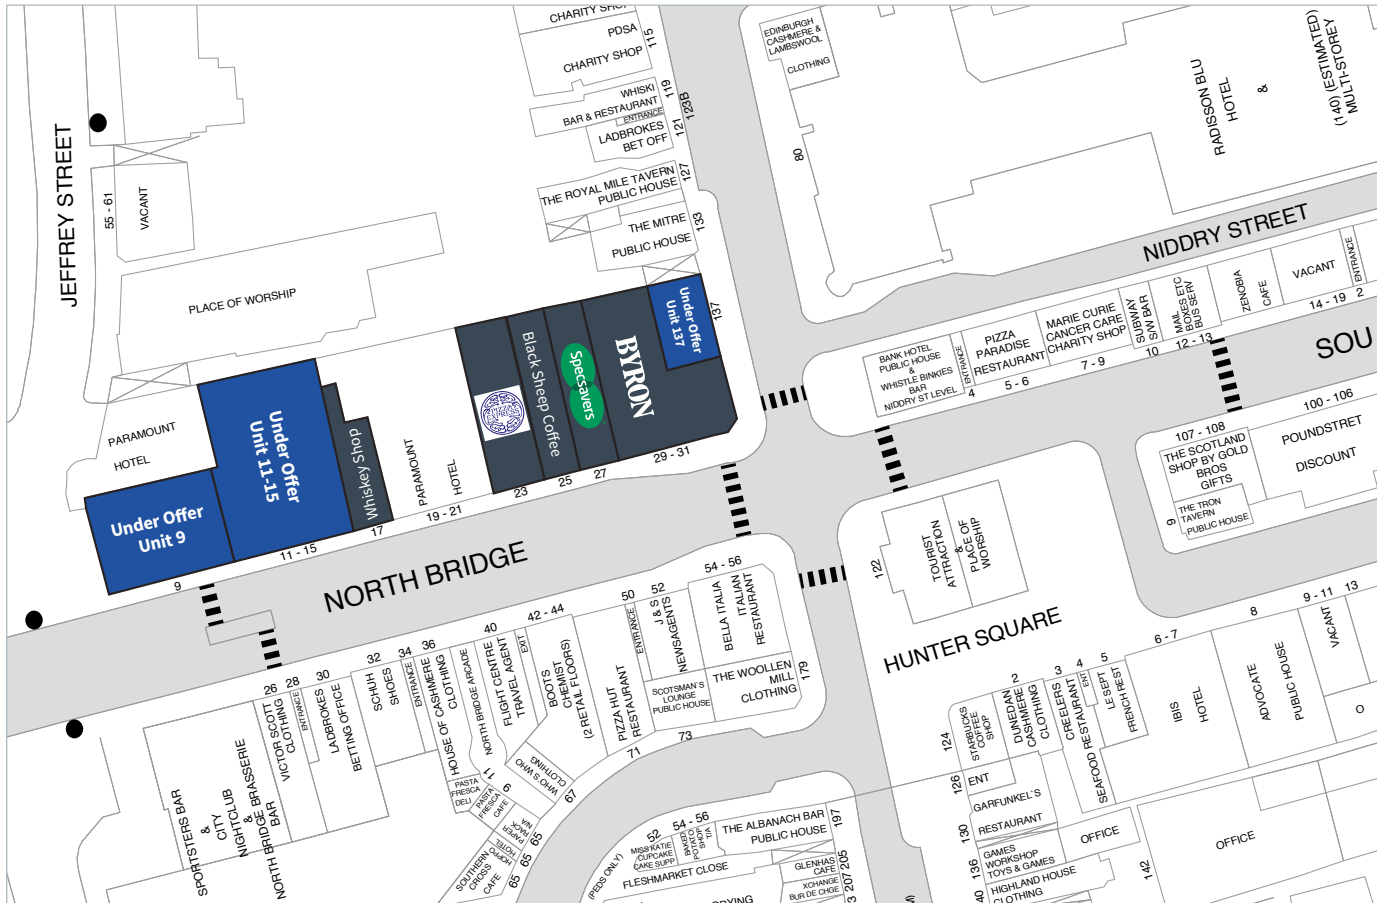 CHARITY SHOP
PDSA
CHARITY SHOP
115
WHISKI
BAR & RESTAURANT
119
123B
ENTRANCE
LADBROKES
BET OFF
121
127
THE ROYAL MILE TAVERN
PUBLIC HOUSE
THE MITRE
PUBLIC HOUSE
133
137
EDINBURGH
CASHMERE &
LAMBSWOOL
CLOTHING
80
RADISSON BLU
HOTEL
&
(140) (ESTIMATED)
MULTI-STOREY
JEFFREY STREET
55 - 61
VACANT
PLACE OF WORSHIP
NIDDRY STREET
Under Offer
Unit 137
BYRON
Specsavers
Black Sheep Coffee
PIZZA
EXPRESS
29 - 31
27
25
23
PARAMOUNT
HOTEL
19 - 21
Whiskey Shop
17
Under Offer
Unit 11-15
11 - 15
PARAMOUNT
HOTEL
Under Offer
Unit 9
9
BANK HOTEL
PUBLIC HOUSE
&
WHISTLE BINKIES
BAR
NIDDRY ST LEVEL
ENTRANCE
4
PIZZA
PARADISE
RESTAURANT
5 - 6
MARIE CURIE
CANCER CARE
CHARITY SHOP
7 - 9
SUBWAY
S/W BAR
10
MAIL
BOXES ETC
BUS SERV
12 - 13
ZENOBIA
CAFE
VACANT
14 - 19
ENTRANCE
2
SOU
100 - 106
POUNDSTRET
DISCOUNT
107 - 108
THE SCOTLAND
SHOP BY GOLD
BROS
GIFTS
THE TRON
TAVERN
PUBLIC HOUSE
9
NORTH BRIDGE
122
TOURIST
ATTRACTION
&
PLACE OF
WORSHIP
HUNTER SQUARE
26
VICTOR SCOTT
CLOTHING
28
ENTRANCE
30
LADBROKES
BETTING OFFICE
32
SCHUH
SHOES
34
ENTRANCE
36
HOUSE OF CASHMERE
CLOTHING
NORTH BRIDGE ARCADE
40
FLIGHT CENTRE
TRAVEL AGENT
EXIT
42 - 44
BOOTS
CHEMIST
(2 RETAIL FLOORS)
PIZZA HUT
RESTAURANT
50
ENTRANCE
52
J & S
NEWSAGENTS
54 - 56
BELLA ITALIA
ITALIAN
RESTAURANT
SCOTSMAN'S
LOUNGE
PUBLIC HOUSE
THE WOOLLEN
MILL
CLOTHING
179
73
71
67
WHO'S WHO
CLOTHING
SPORTSTERS BAR
&
CITY
NIGHTCLUB
&
NORTH BRIDGE BRASSERIE
BAR
PASTA
FRESCA
DELI
11
PASTA
FRESCA
CAFE
9
PAPER
RACK
N/A
65
HOPPO
HOTEL
65
SOUTHERN
CROSS
CAFE
65
(PEDS ONLY)
52
MISS KATIE
CUPCAKE
CAKE SUPP
54 - 56
BAKED
POTATO
SHOP
T/A
THE ALBANACH BAR
PUBLIC HOUSE
197
FLESHMARKET CLOSE
GLENHAS
CAFE
205
XCHANGE
BUR DE CHGE
207
124
STARBUCKS
COFFEE
SHOP
2
DUNEDAN
CASHMERE
CLOTHING
3
CREELERS
SEAFOOD RESTAURANT
4
ENT
5
LE SEPT
FRENCH REST
6 - 7
IBIS
HOTEL
8
ADVOCATE
PUBLIC HOUSE
9 - 11
VACANT
13
O
126
ENT
GARFUNKEL'S
RESTAURANT
130
136
GAMES
WORKSHOP
TOYS & GAMES
OFFICE
142
OFFICE
HIGHLAND HOUSE
CLOTHING